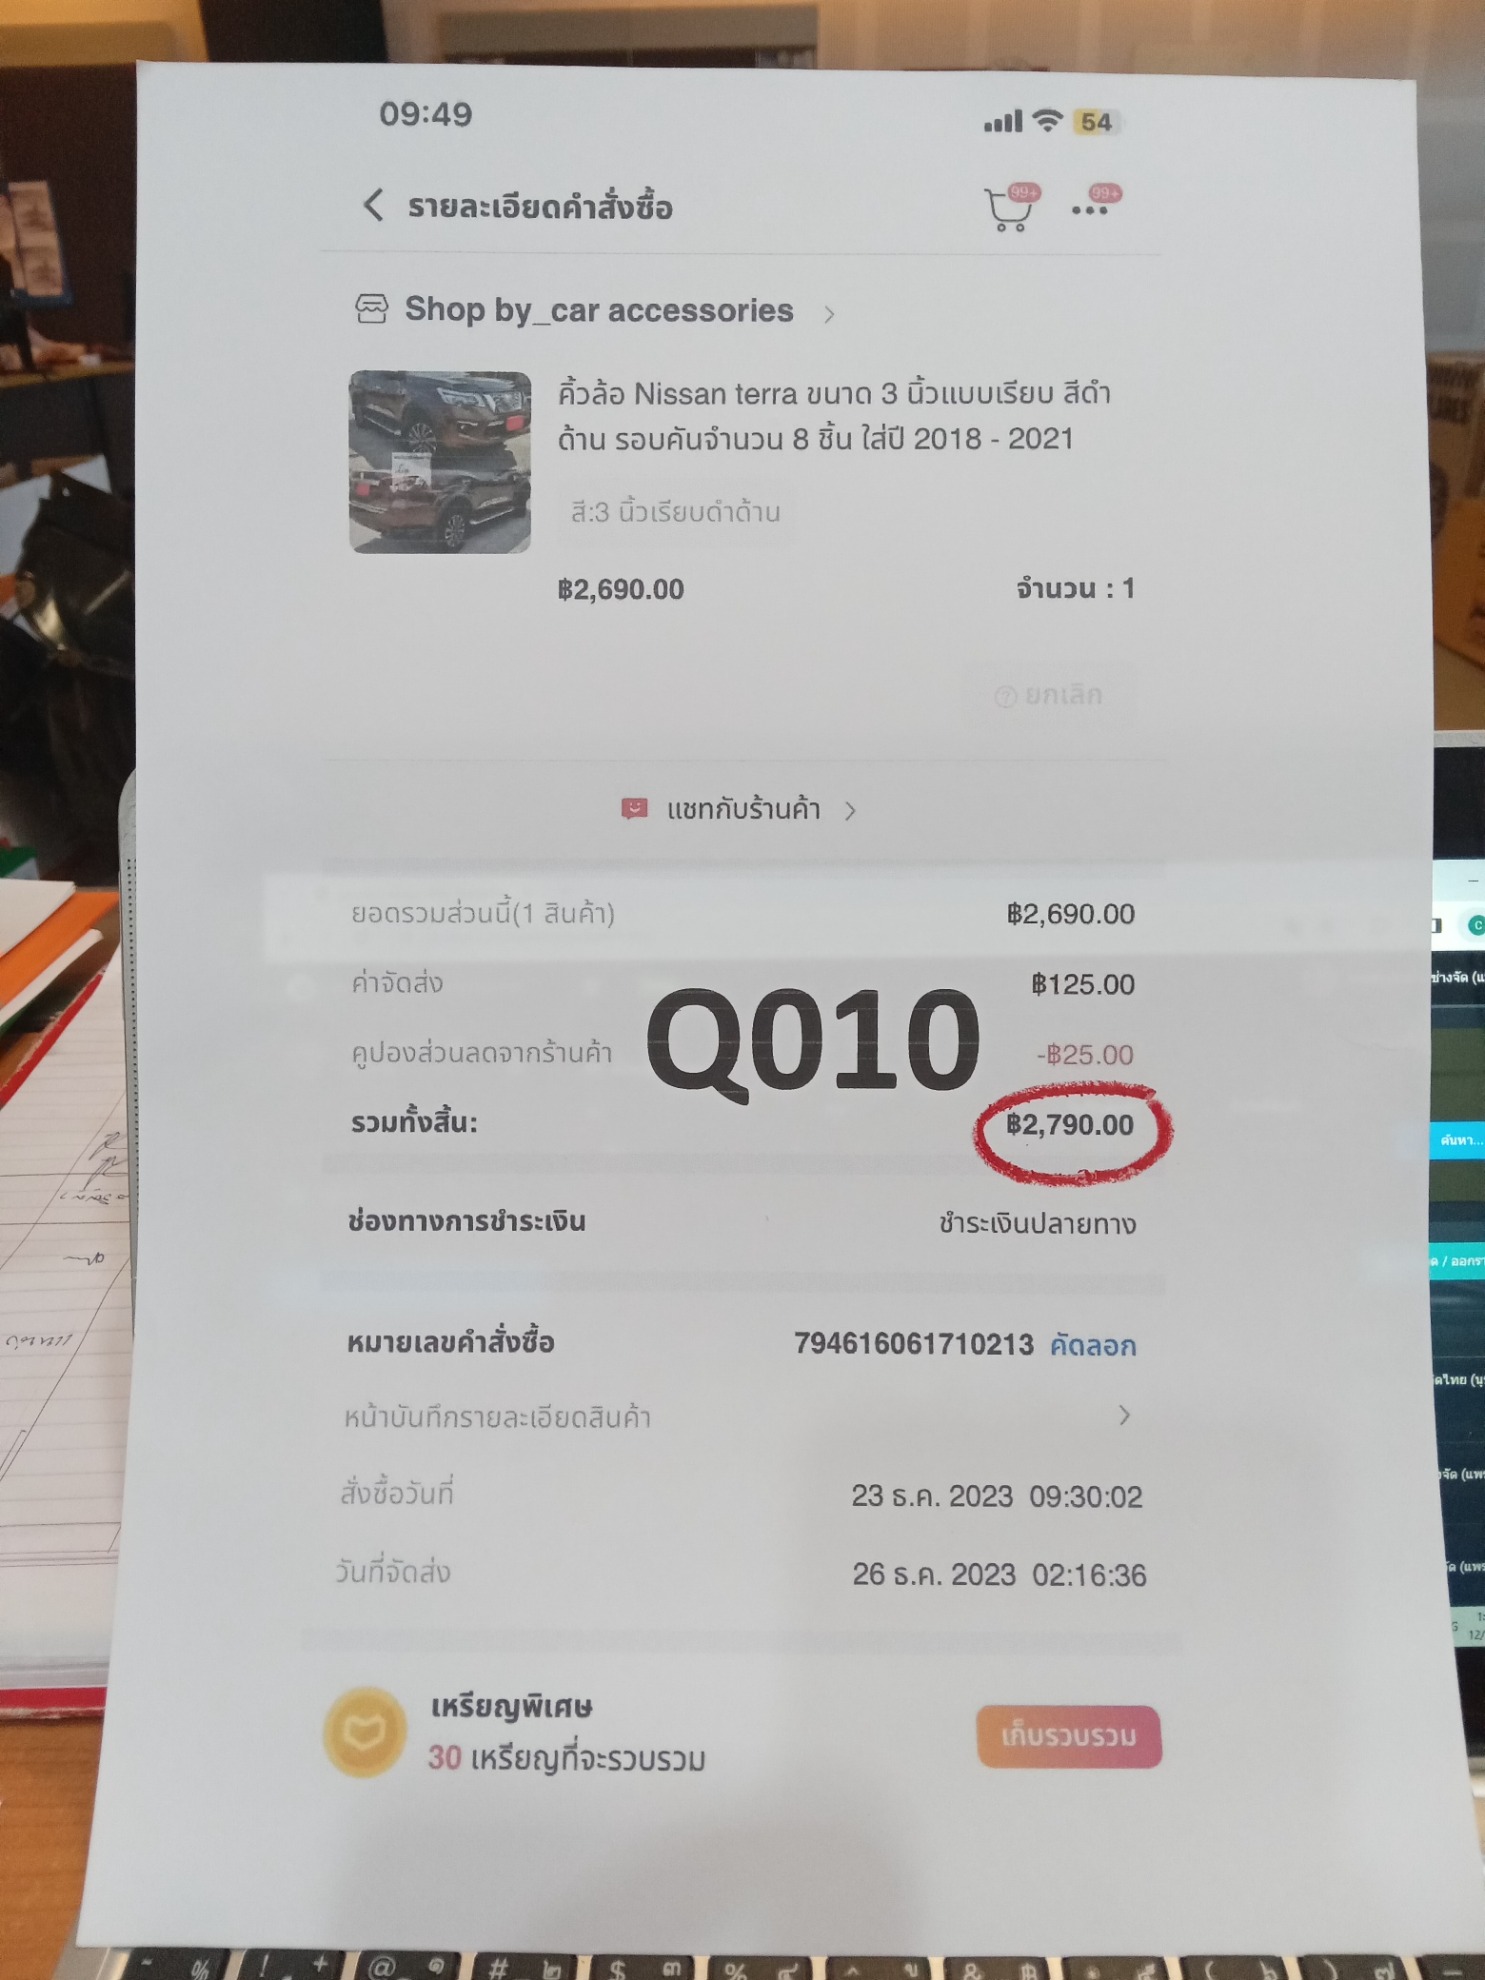 09:49
54
รายละเอียดคำสั่งซื้อ
99+
99+
Shop by_car accessories
คิ้วล้อ Nissan terra ขนาด 3 นิ้วแบบเรียบ สีดำ
ด้าน รอบคันจำนวน 8 ชิ้น ใส่ปี 2018 - 2021
สี:3 นิ้วเรียบดำด้าน
฿2,690.00 จำนวน : 1
ยกเลิก
แชทกับร้านค้า
ยอดรวมส่วนนี้(1 สินค้า) ฿2,690.00
ค่าจัดส่ง ฿125.00
Q010
คูปองส่วนลดจากร้านค้า -฿25.00
รวมทั้งสิ้น: ฿2,790.00
ช่องทางการชำระเงิน ชำระเงินปลายทาง
หมายเลขคำสั่งซื้อ 794616061710213 คัดลอก
หน้าบันทึกรายละเอียดสินค้า
สั่งซื้อวันที่ 23 ธ.ค. 2023 09:30:02
วันที่จัดส่ง 26 ธ.ค. 2023 02:16:36
เหรียญพิเศษ
30 เหรียญที่จะรวบรวม
เก็บรวบรวม
ค้นหา...